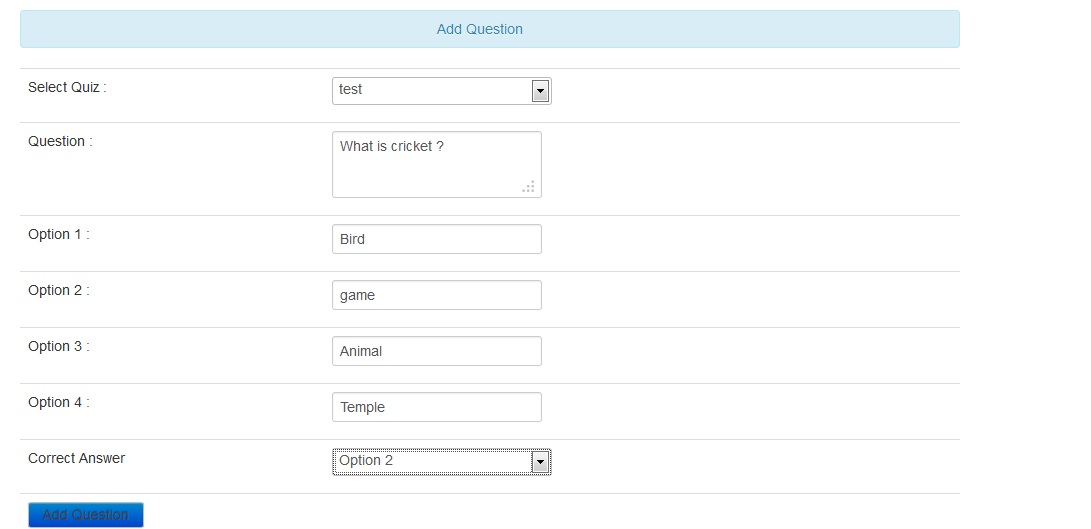 Add Question
Select Quiz : test
Question : What is cricket ?
Option 1 : Bird
Option 2 : game
Option 3 : Animal
Option 4 : Temple
Correct Answer Option 2
Add Question